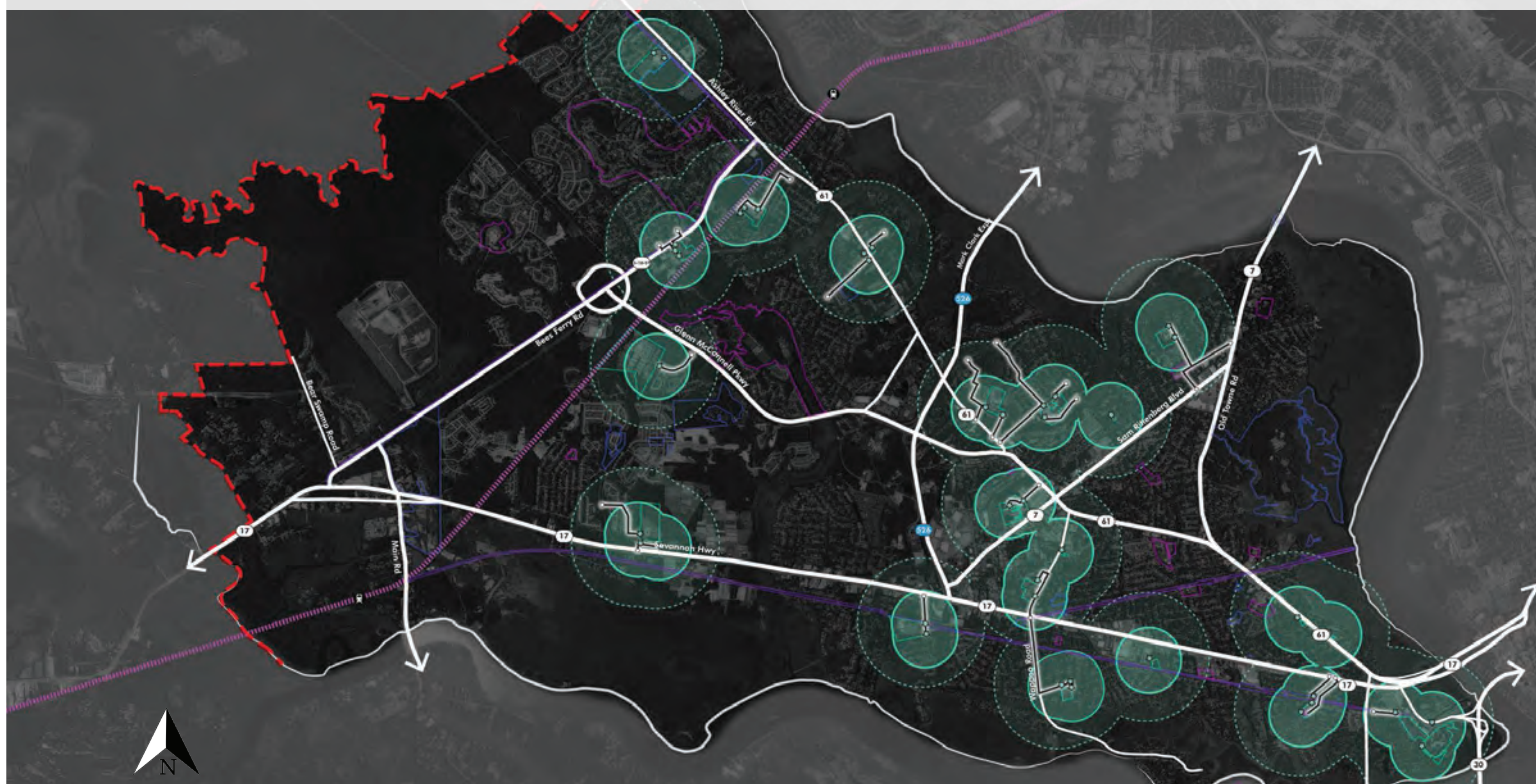 Ashley River Rd
61
Mark Clark Exp
7
526
Bees Ferry Rd
Glenn McConnell Pkwy
Bear Swamp Road
61
Sam Rittenberg Blvd
Old Towne Rd
17
17
Savannah Hwy
Main Rd
526
7
61
17
Wappoo Road
61
17
17
30
N